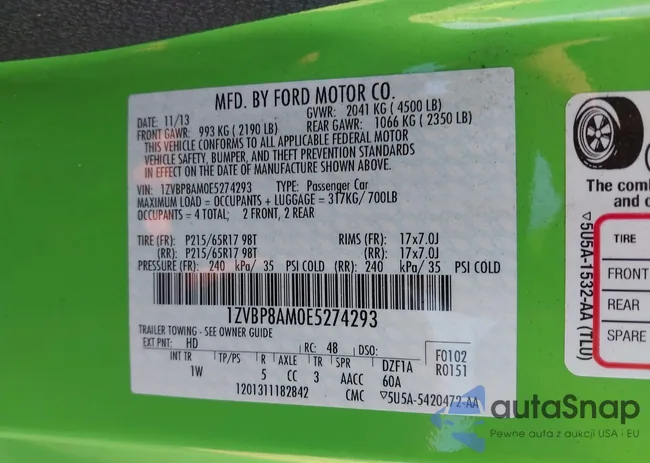 MFD. BY FORD MOTOR CO.
DATE: 11/13 GVWR: 2041 KG ( 4500 LB)
FRONT GAWR: 993 KG ( 2190 LB) REAR GAWR: 1066 KG ( 2350 LB)
THIS VEHICLE CONFORMS TO ALL APPLICABLE FEDERAL MOTOR
VEHICLE SAFETY, BUMPER, AND THEFT PREVENTION STANDARDS
IN EFFECT ON THE DATE OF MANUFACTURE SHOWN ABOVE.
VIN: 1ZVBP8AM0E5274293 TYPE: Passenger Car
MAXIMUM LOAD = OCCUPANTS + LUGGAGE = 317KG/ 700LB
OCCUPANTS = 4 TOTAL; 2 FRONT, 2 REAR
TIRE (FR): P215/65R17 98T RIMS (FR): 17x7.0J
(RR): P215/65R17 98T (RR): 17x7.0J
PRESSURE (FR): 240 kPa/ 35 PSI COLD (RR): 240 kPa/ 35 PSI COLD
1ZVBP8AM0E5274293
TRAILER TOWING - SEE OWNER GUIDE
EXT PNT: HD RC: 48 DSO: F0102
INT TR TP/PS R AXLE TR SPR DZF1A R0151
1W 5 CC 3 AACC 60A
1201311182842 CMC ▽5U5A-5420472-AA
The comb
and c
TIRE
FRONT
REAR
SPARE
▽5U5A-1532-AA (TLU)
autaSnap
Pewne auta z aukcji USA i EU